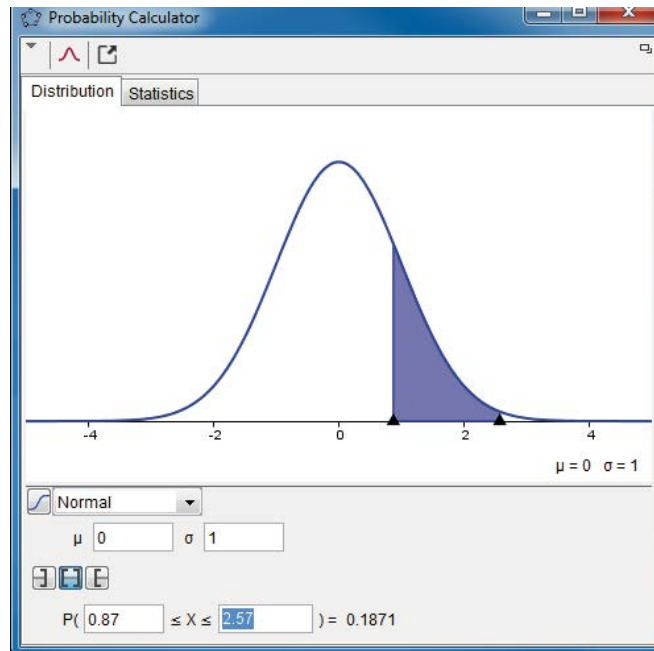 Probability Calculator
Distribution Statistics
-4 -2 0 2 4
μ = 0 σ = 1
Normal
μ 0 σ 1
P( 0.87 ≤ X ≤ 2.57 ) = 0.1871